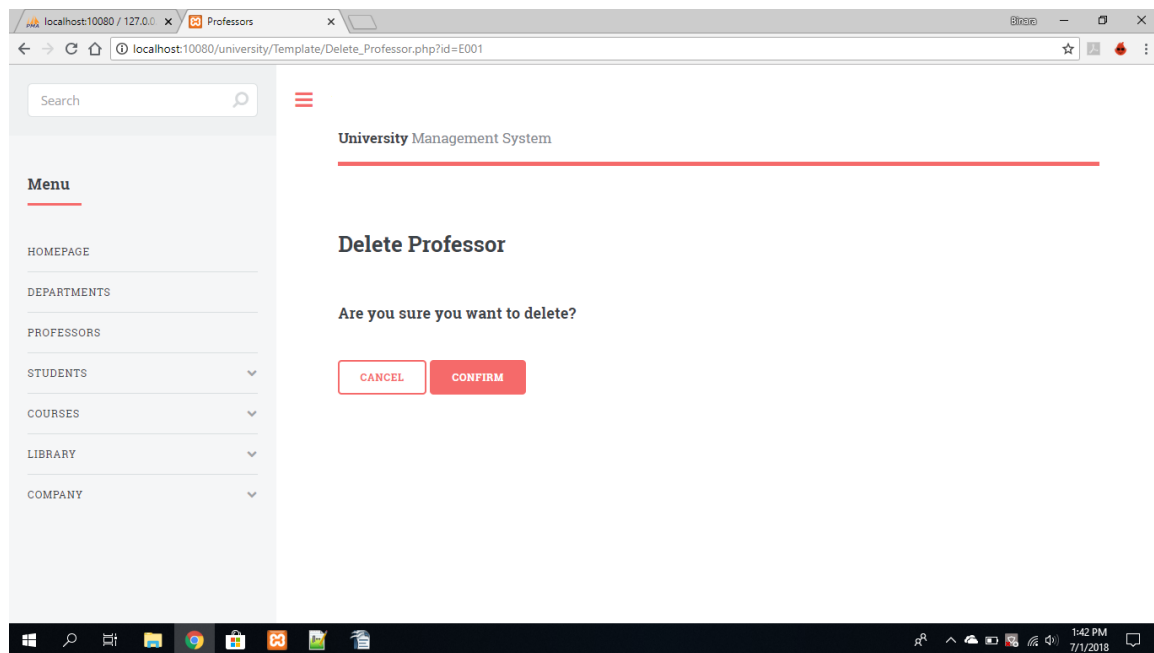 localhost:10080 / 127.0.0
Professors
Binara
localhost:10080/university/Template/Delete_Professor.php?id=E001
Search
University Management System
Menu
Delete Professor
HOMEPAGE
DEPARTMENTS
Are you sure you want to delete?
PROFESSORS
STUDENTS
CANCEL CONFIRM
COURSES
LIBRARY
COMPANY
1:42 PM
7/1/2018